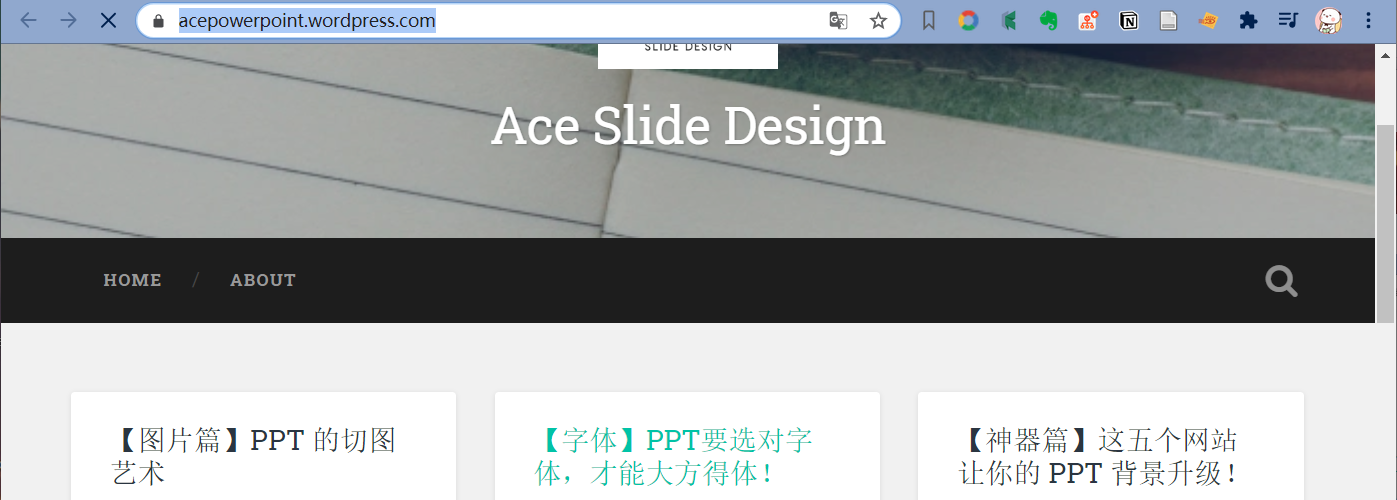 acepowerpoint.wordpress.com
SLIDE DESIGN
Ace Slide Design
HOME / ABOUT
【图片篇】PPT 的切图
艺术
【字体】PPT要选对字
体，才能大方得体！
【神器篇】这五个网站
让你的 PPT 背景升级！